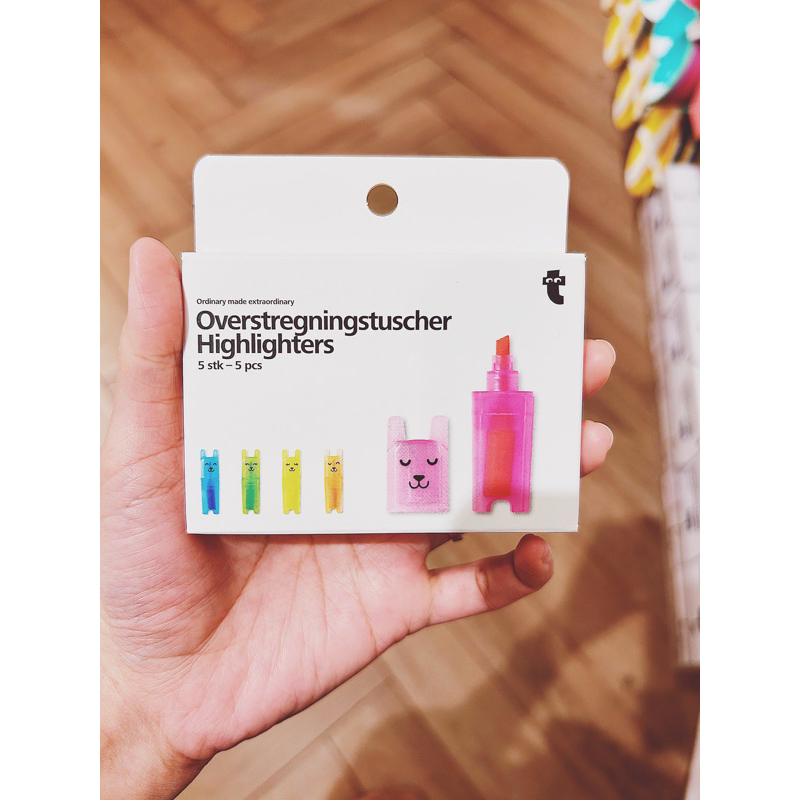 Ordinary made extraordinary
Overstregningstuscher
Highlighters
5 stk – 5 pcs
t